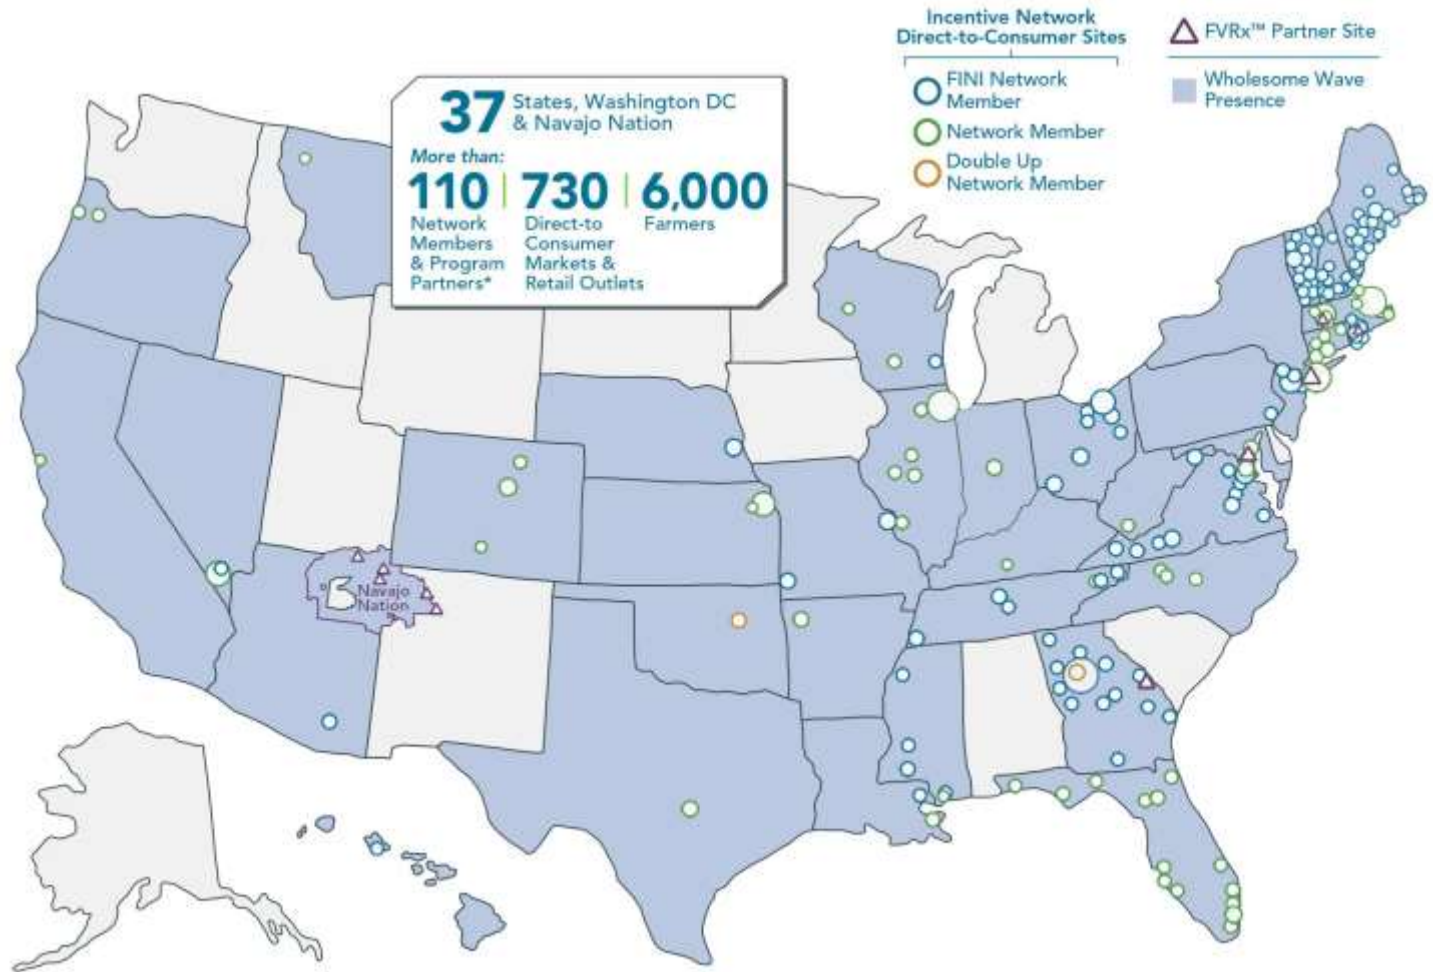 Incentive Network
Direct-to-Consumer Sites
FINI Network
Member
Network Member
Double Up
Network Member
FVRx™ Partner Site
Wholesome Wave
Presence
37 States, Washington DC
& Navajo Nation
More than:
110 | 730 | 6,000
Network
Members
& Program
Partners*
Direct-to
Consumer
Markets &
Retail Outlets
Farmers
Navajo
Nation